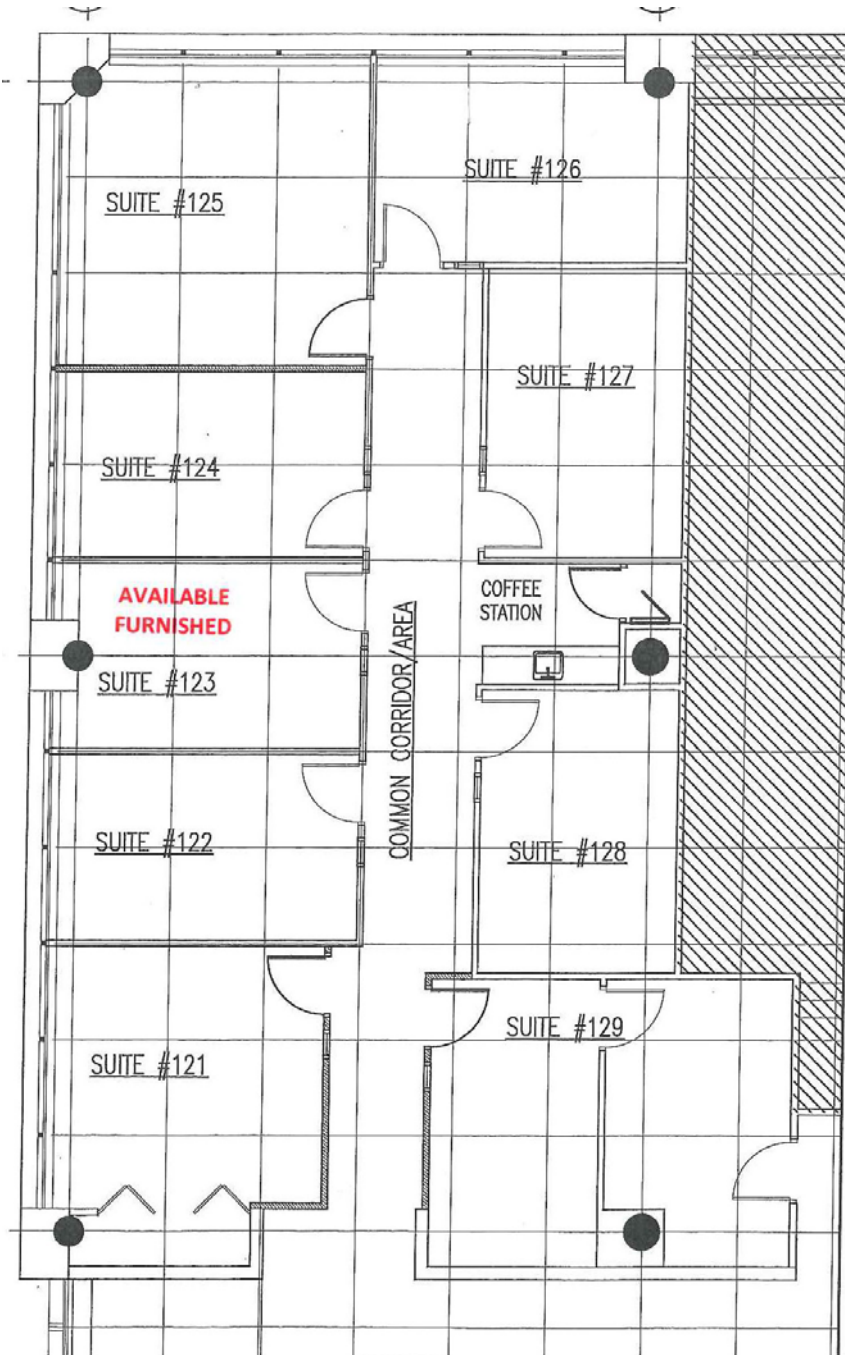 SUITE #125
SUITE #126
SUITE #127
SUITE #124
AVAILABLE
FURNISHED
SUITE #123
COFFEE
STATION
COMMON CORRIDOR/AREA
SUITE #122
SUITE #128
SUITE #129
SUITE #121